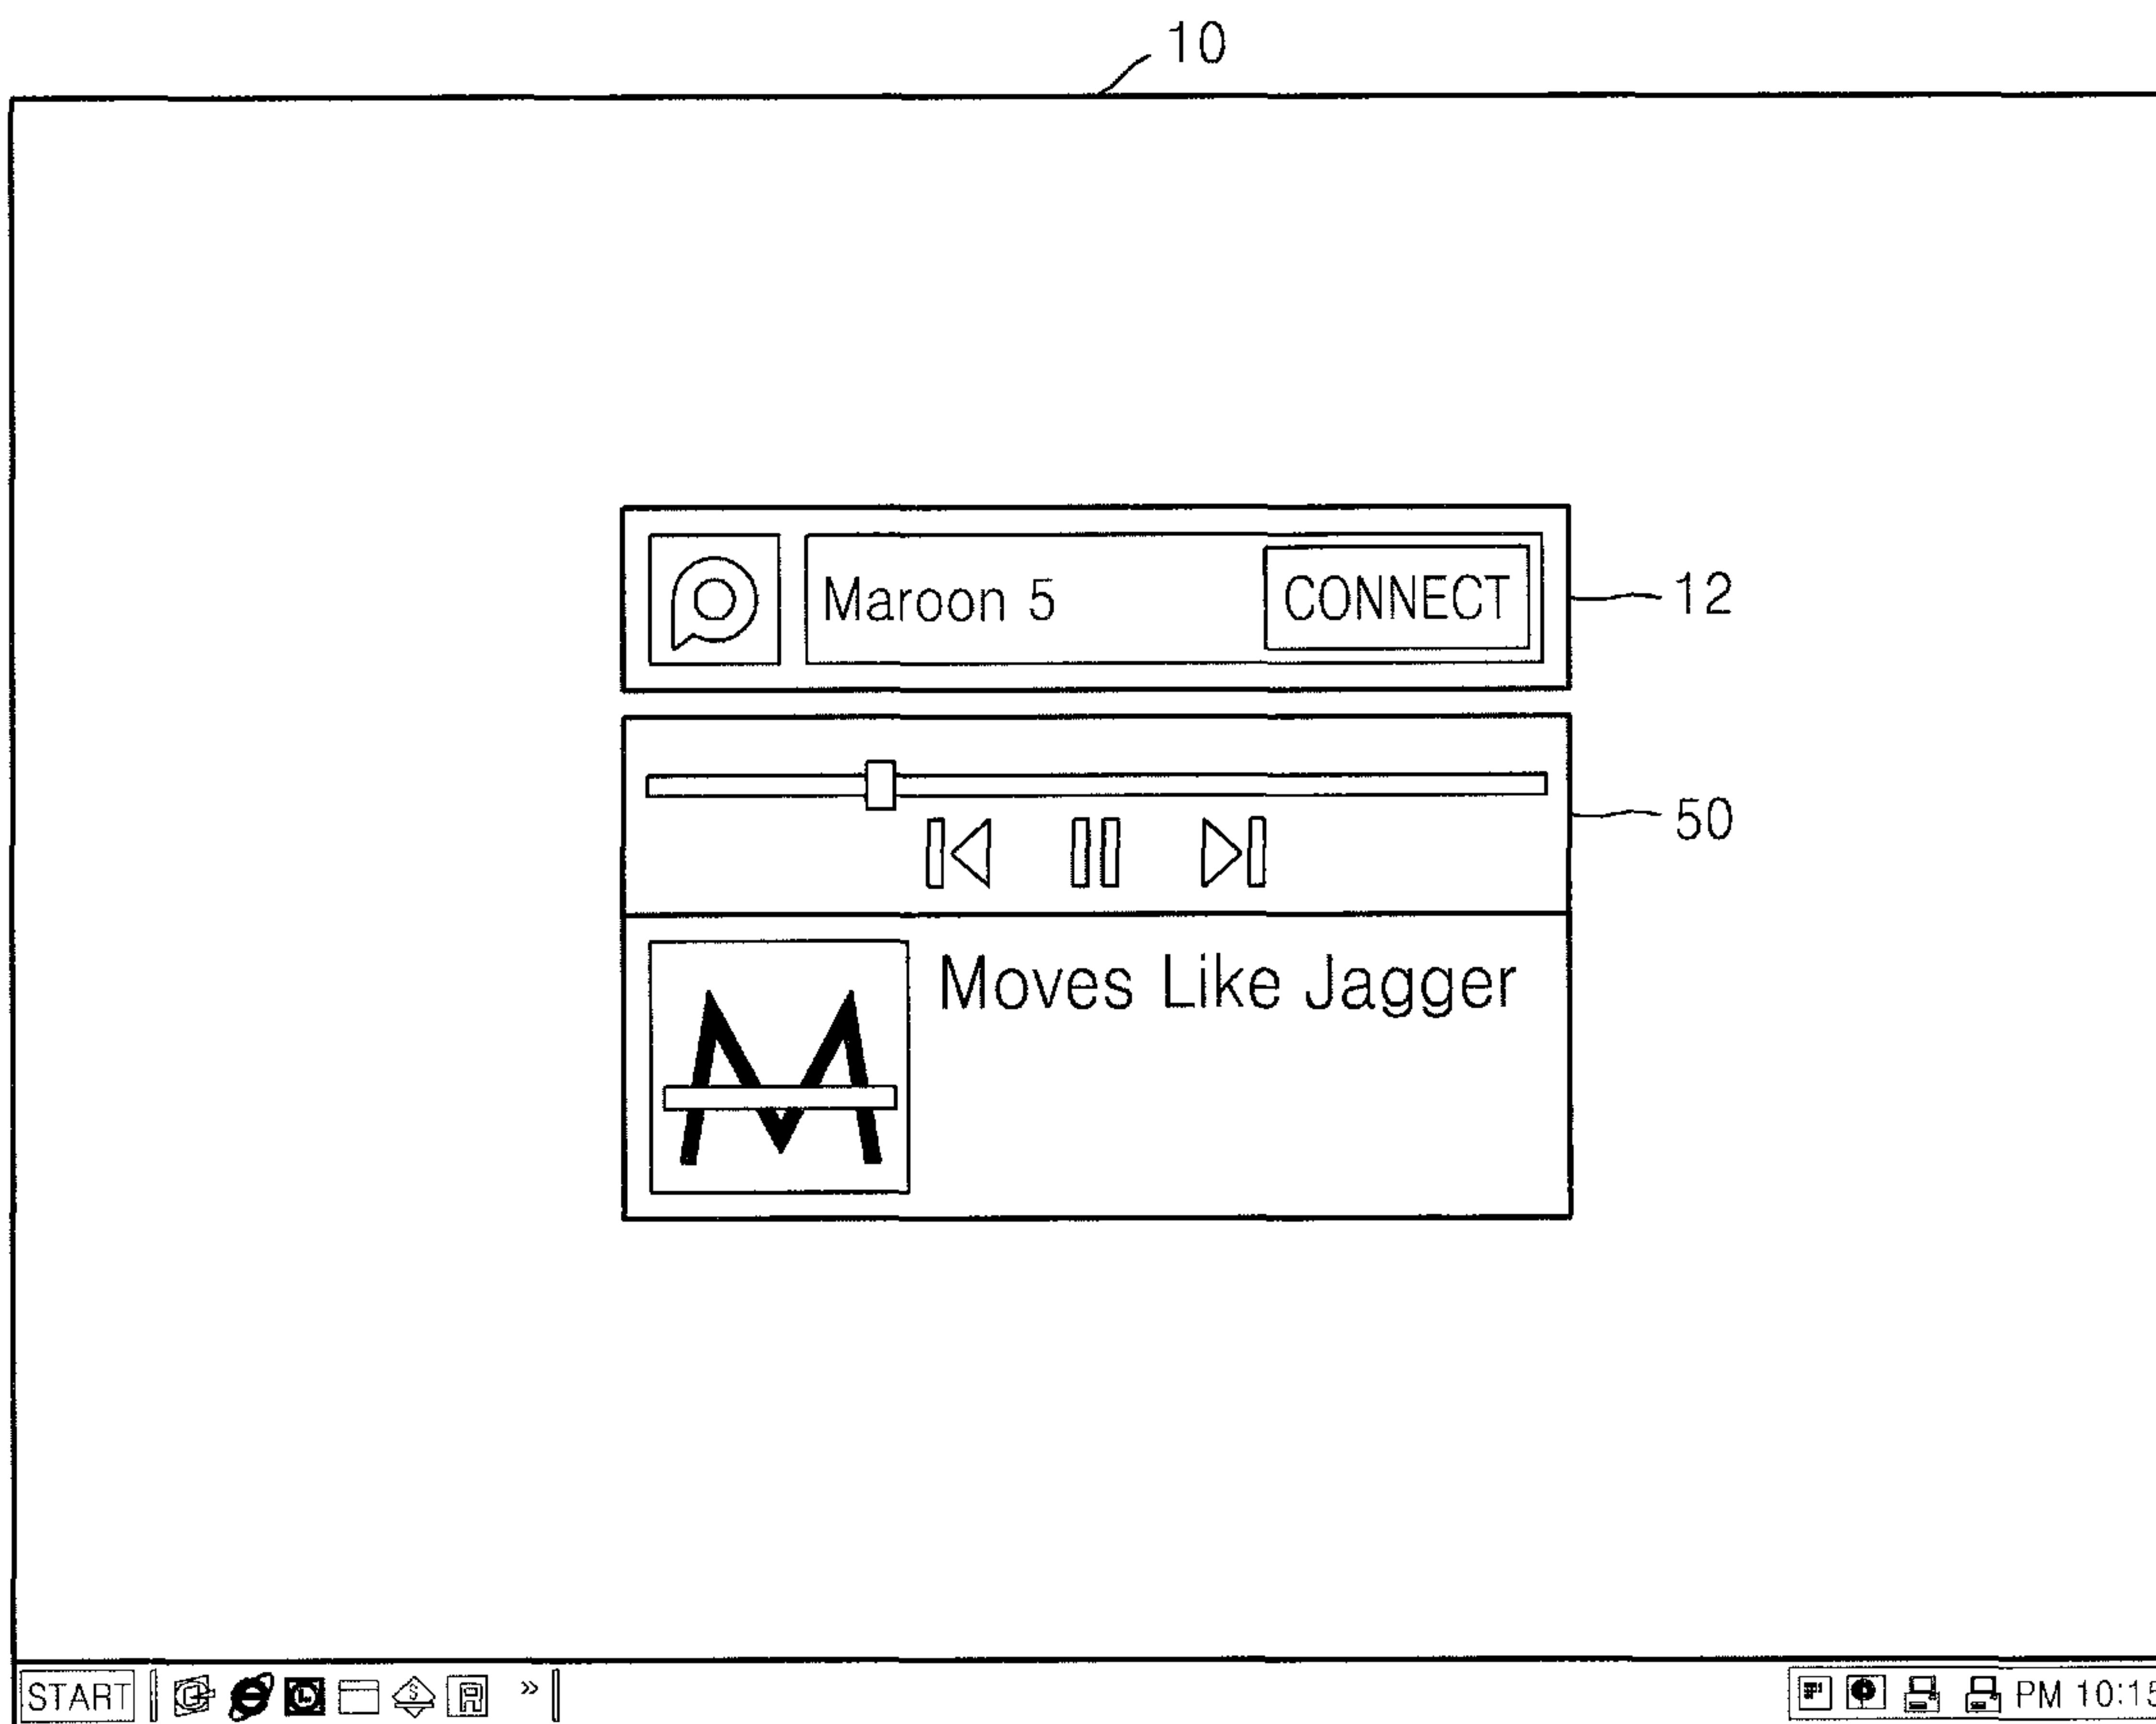 10
Maroon 5 CONNECT
12
50
Moves Like Jagger
START » PM 10:15